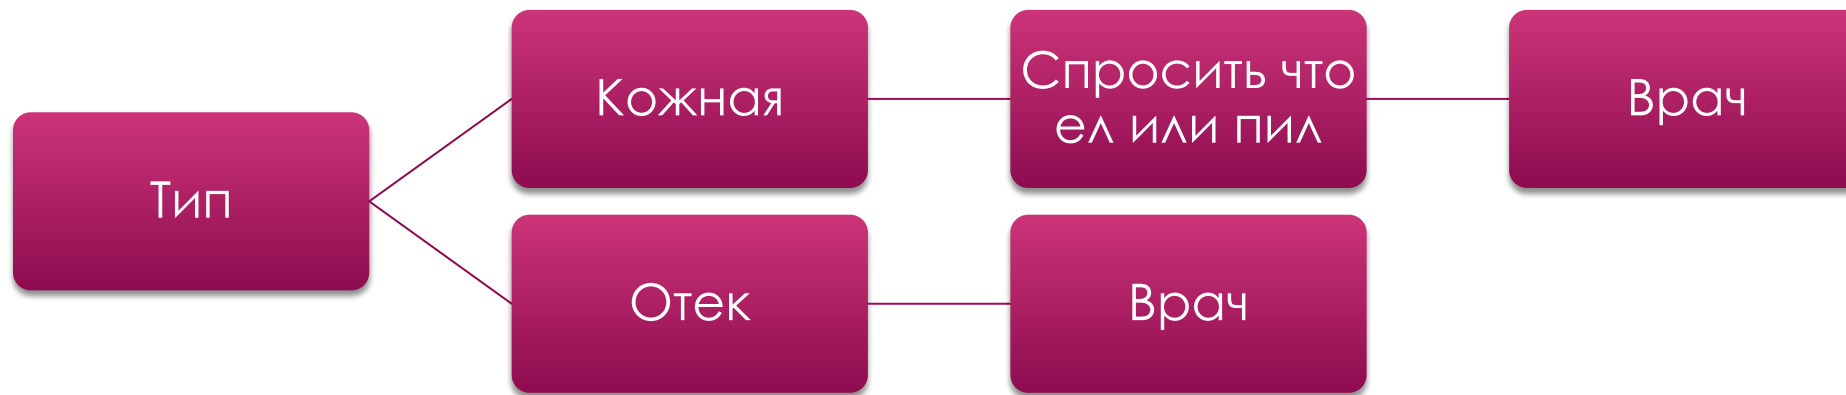 Тип
Кожная
Спросить что
ел или пил
Врач
Отек
Врач